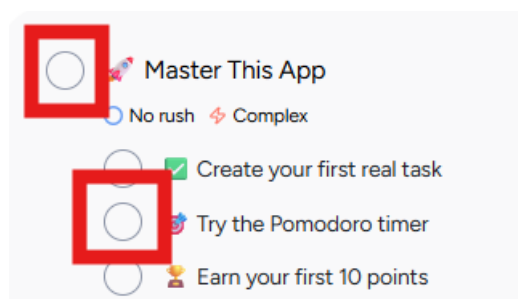 🚀 Master This App
No rush Complex
✅ Create your first real task
🎯 Try the Pomodoro timer
🏆 Earn your first 10 points